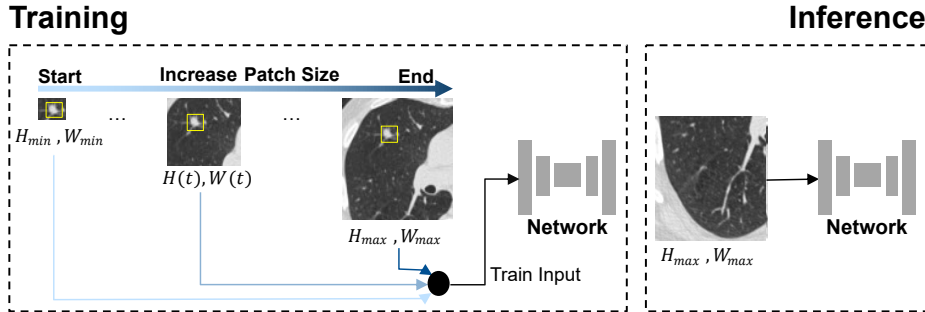 Training
Inference
Start
Increase Patch Size
End
...
...
H_min , W_min
H(t), W(t)
H_max , W_max
Train Input
Network
H_max , W_max
Network